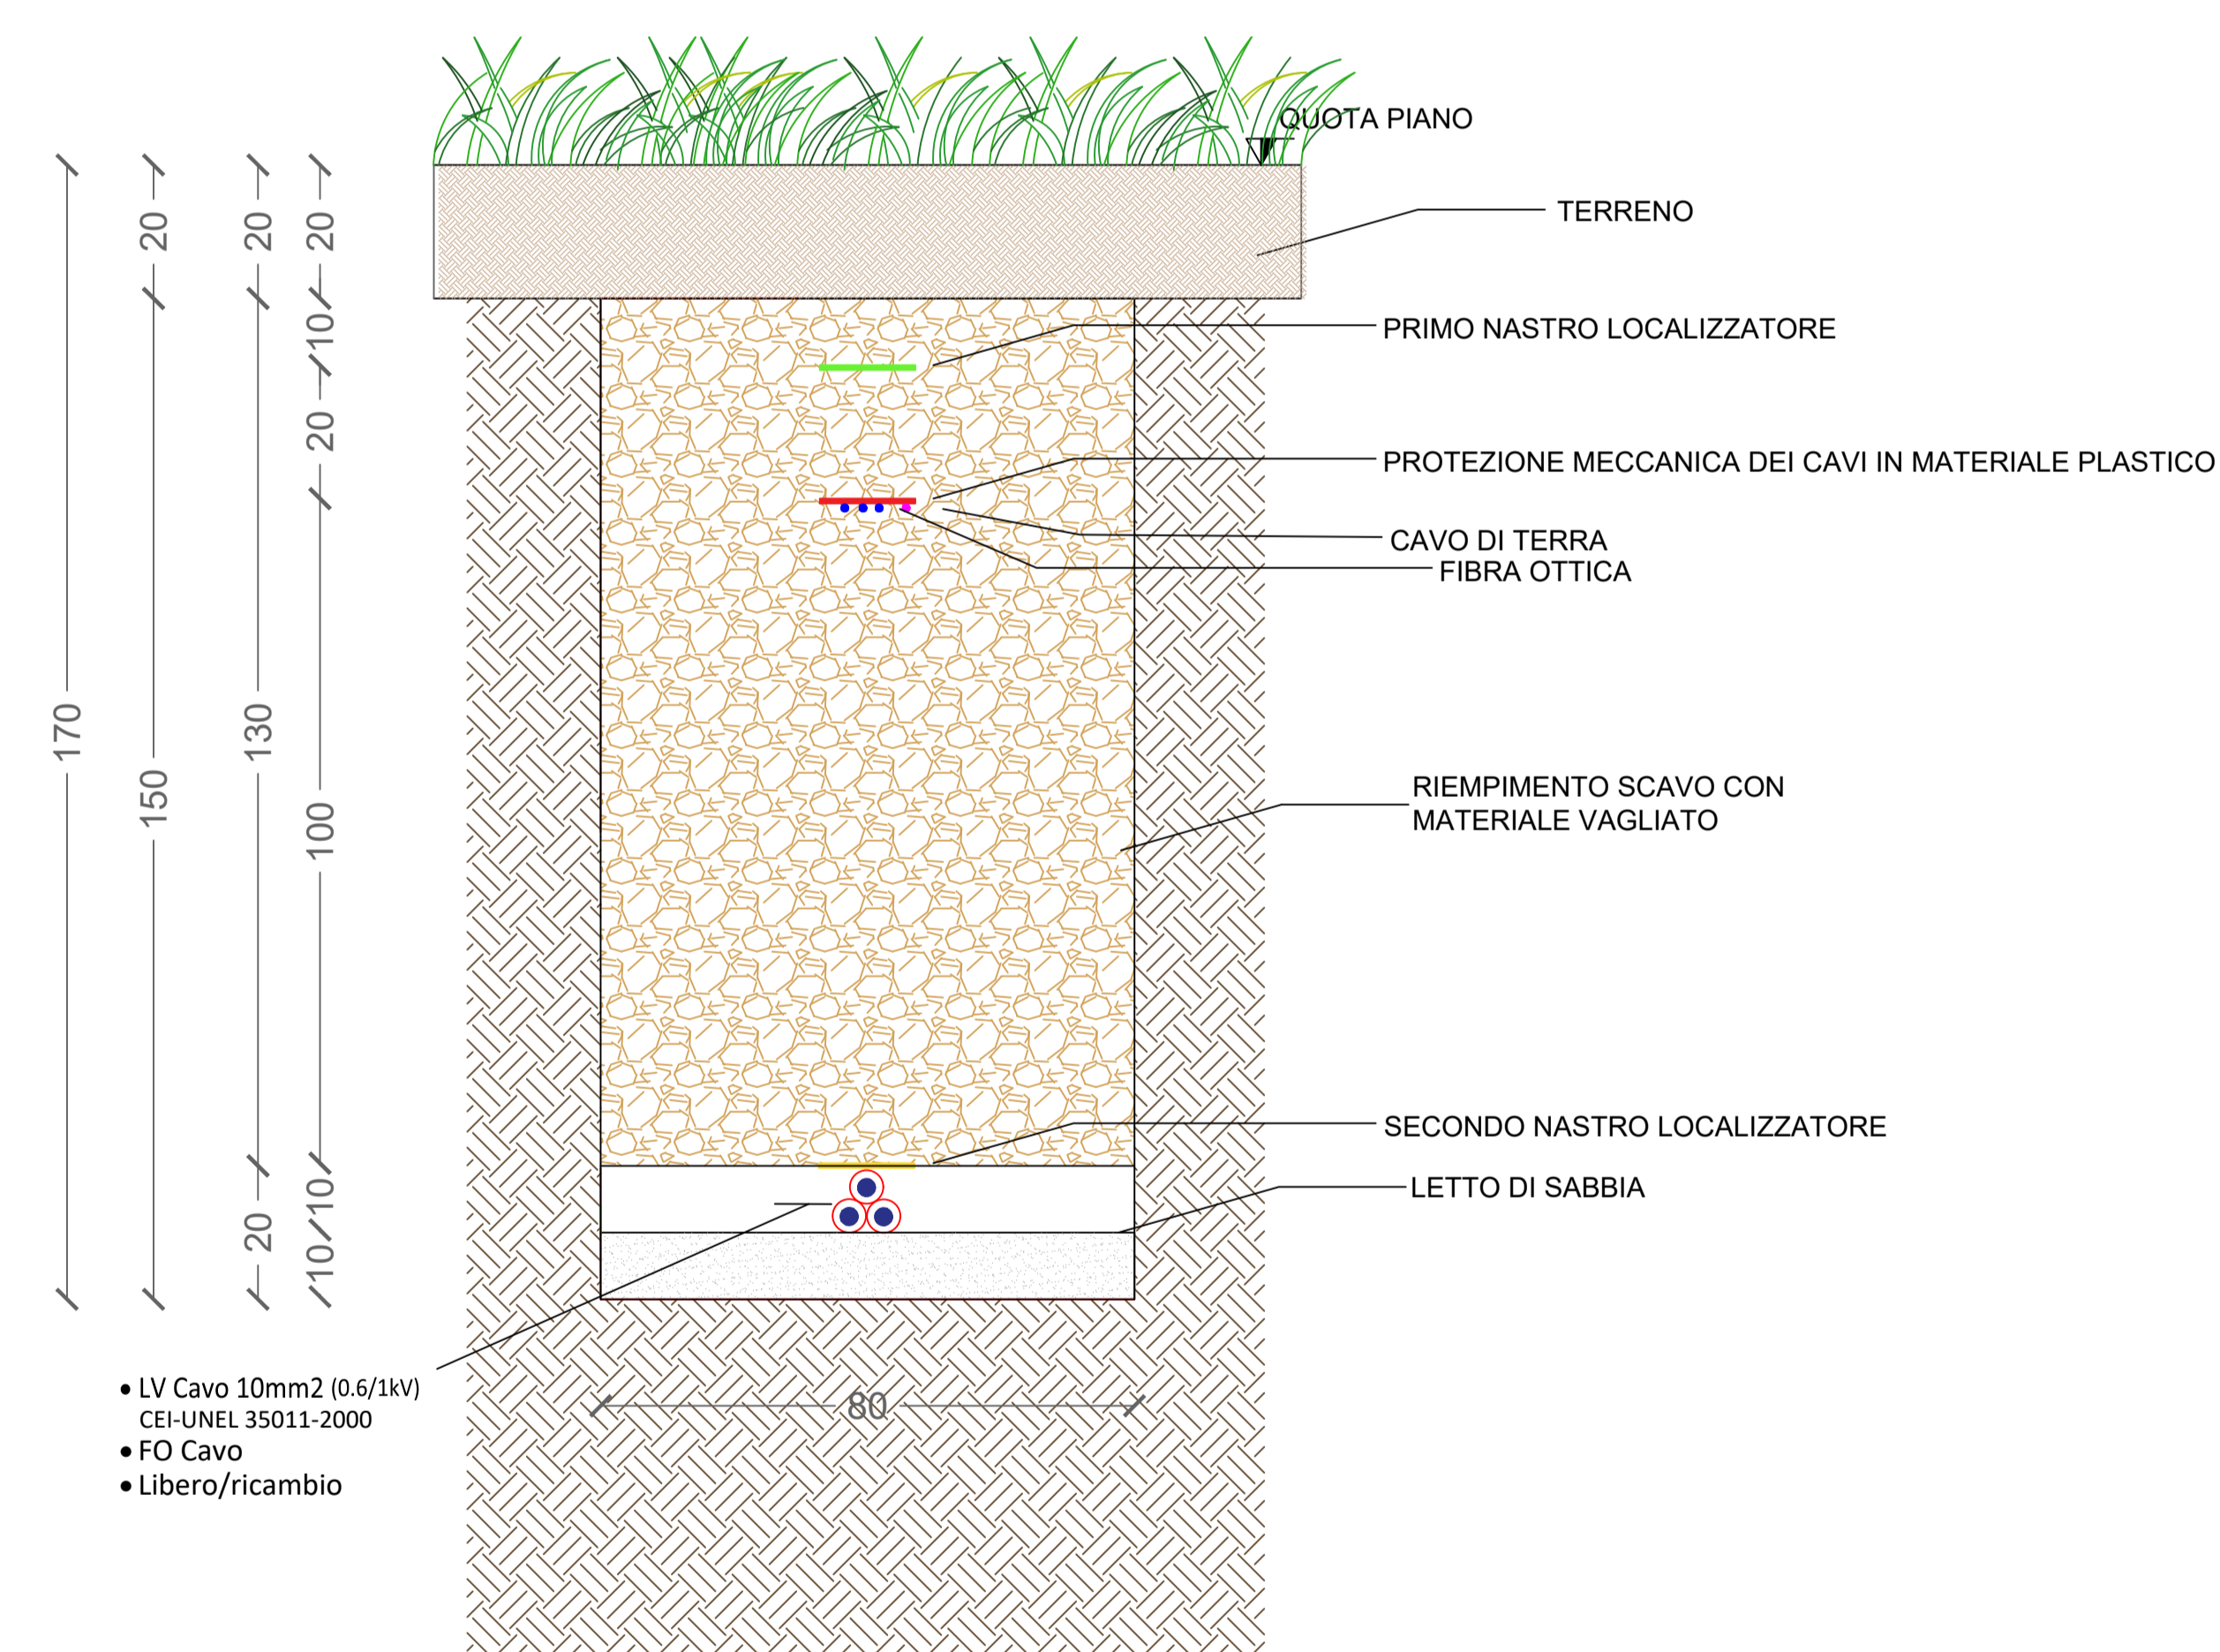 QUOTA PIANO
TERRENO
PRIMO NASTRO LOCALIZZATORE
PROTEZIONE MECCANICA DEI CAVI IN MATERIALE PLASTICO
CAVO DI TERRA
FIBRA OTTICA
RIEMPIMENTO SCAVO CON
MATERIALE VAGLIATO
SECONDO NASTRO LOCALIZZATORE
LETTO DI SABBIA
170
20
150
20
130
20
20
10
20
100
10
10
80
• LV Cavo 10mm2 (0.6/1kV)
CEI-UNEL 35011-2000
• FO Cavo
• Libero/ricambio